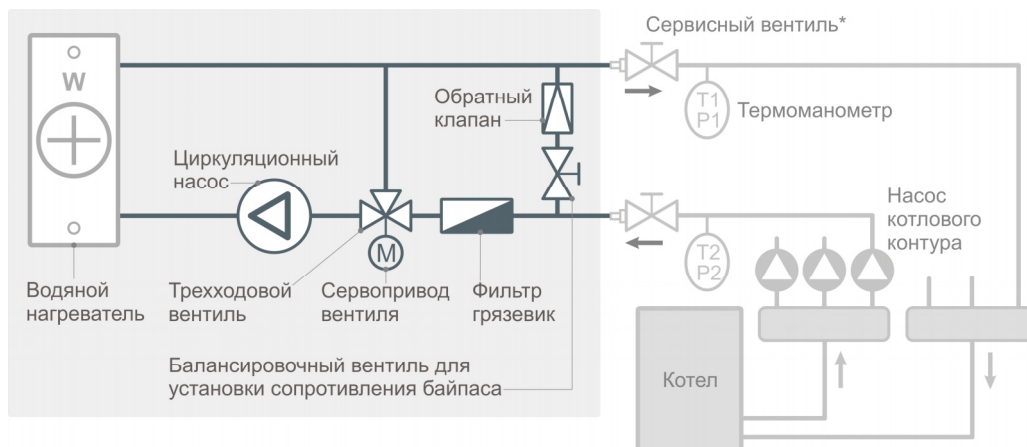 Сервисный вентиль*
W
Обратный
клапан
T1
P1
Термоманометр
Циркуляционный
насос
Насос
котлового
контура
M
T2
P2
Водяной
нагреватель
Трехходовой
вентиль
Сервопривод
вентиля
Фильтр
грязевик
Балансировочный вентиль для
установки сопротивления байпаса
Котел